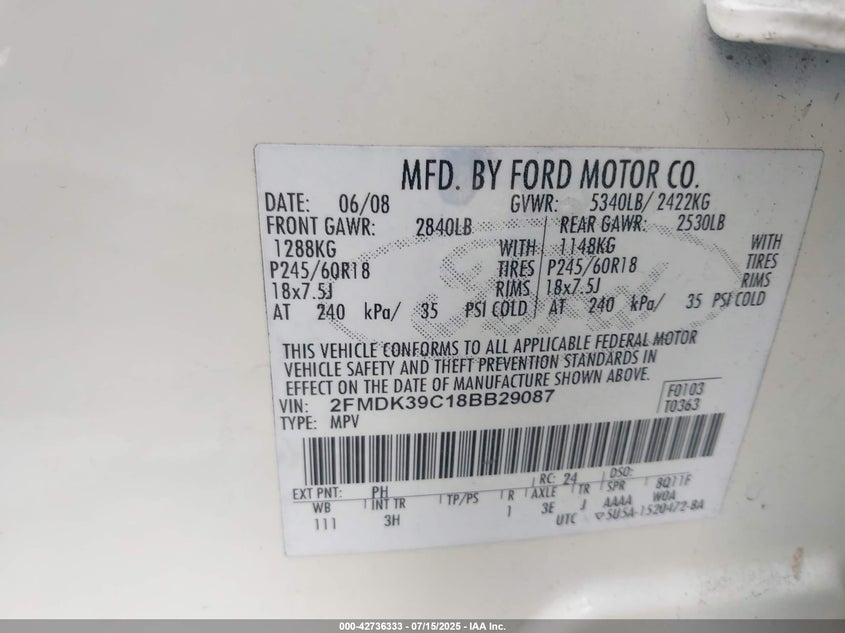 MFD. BY FORD MOTOR CO.
DATE: 06/08 GVWR: 5340LB/ 2422KG
FRONT GAWR: 2840LB REAR GAWR: 2530LB
1288KG WITH 1148KG WITH
P245/60R18 TIRES P245/60R18 TIRES
18x7.5J RIMS 18x7.5J RIMS
AT 240 kPa/ 35 PSI COLD AT 240 kPa/ 35 PSI COLD
THIS VEHICLE CONFORMS TO ALL APPLICABLE FEDERAL MOTOR
VEHICLE SAFETY AND THEFT PREVENTION STANDARDS IN
EFFECT ON THE DATE OF MANUFACTURE SHOWN ABOVE.
VIN: 2FMDK39C18BB29087 F0103
TYPE: MPV T0363
EXT PNT: PH RC: 24 DSO:
WB INT TR TP/PS R AXLE TR SPR 8Q11F
111 3H 1 3E J AAAA W0A
UTC 5U5A-1520472-BA
000-42736333 - 07/15/2025 - IAA Inc.